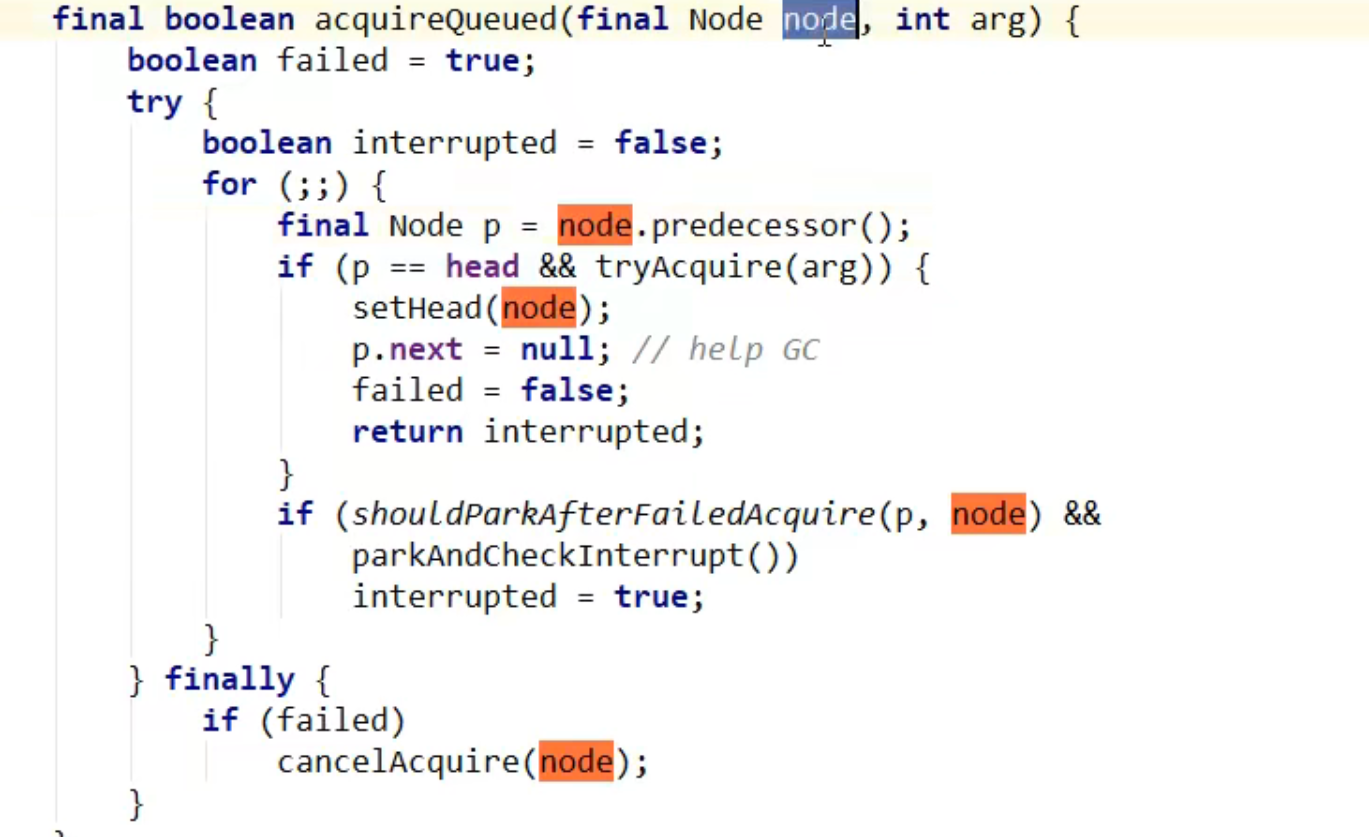 final boolean acquireQueued(final Node node, int arg) {
    boolean failed = true;
    try {
        boolean interrupted = false;
        for (;;) {
            final Node p = node.predecessor();
            if (p == head && tryAcquire(arg)) {
                setHead(node);
                p.next = null; // help GC
                failed = false;
                return interrupted;
            }
            if (shouldParkAfterFailedAcquire(p, node) &&
                parkAndCheckInterrupt())
                interrupted = true;
        }
    } finally {
        if (failed)
            cancelAcquire(node);
    }
}